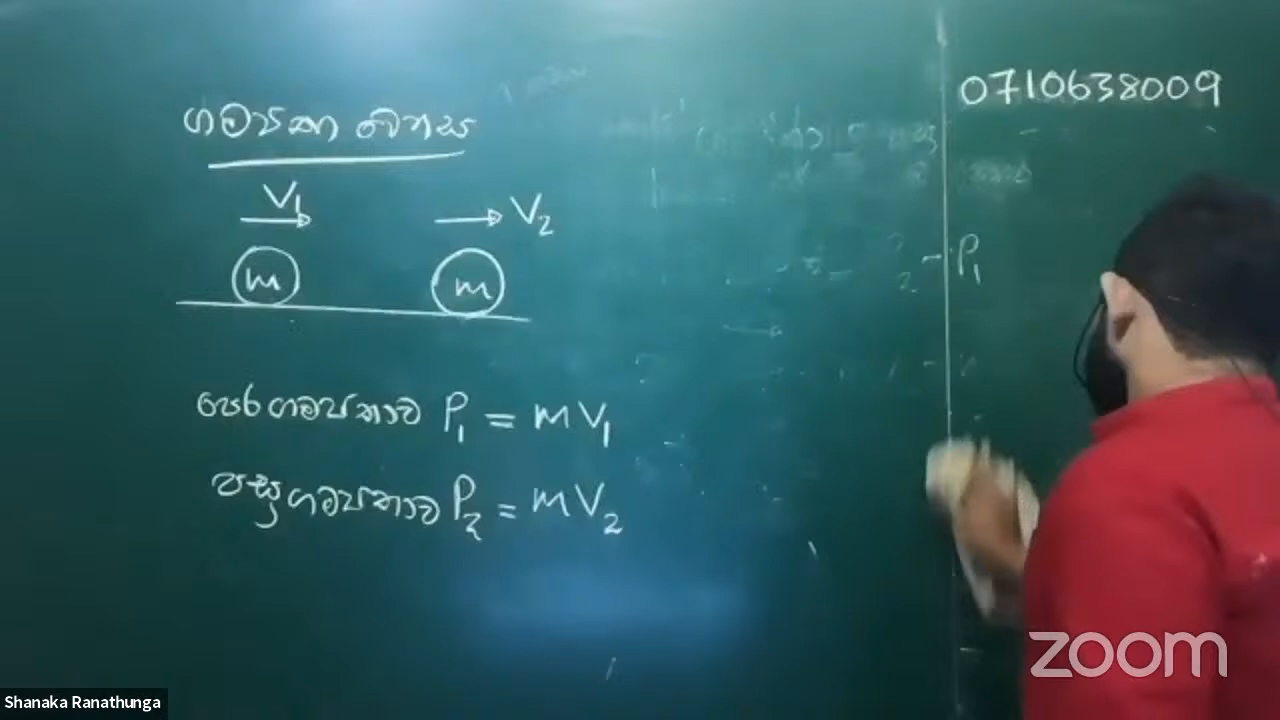 ගම්‍යතා වෙනස
0710638009
V1
V2
m
m
P1
පෙර ගම්‍යතාව P1 = mV1
පසු ගම්‍යතාව P2 = mV2
zoom
Shanaka Ranathunga